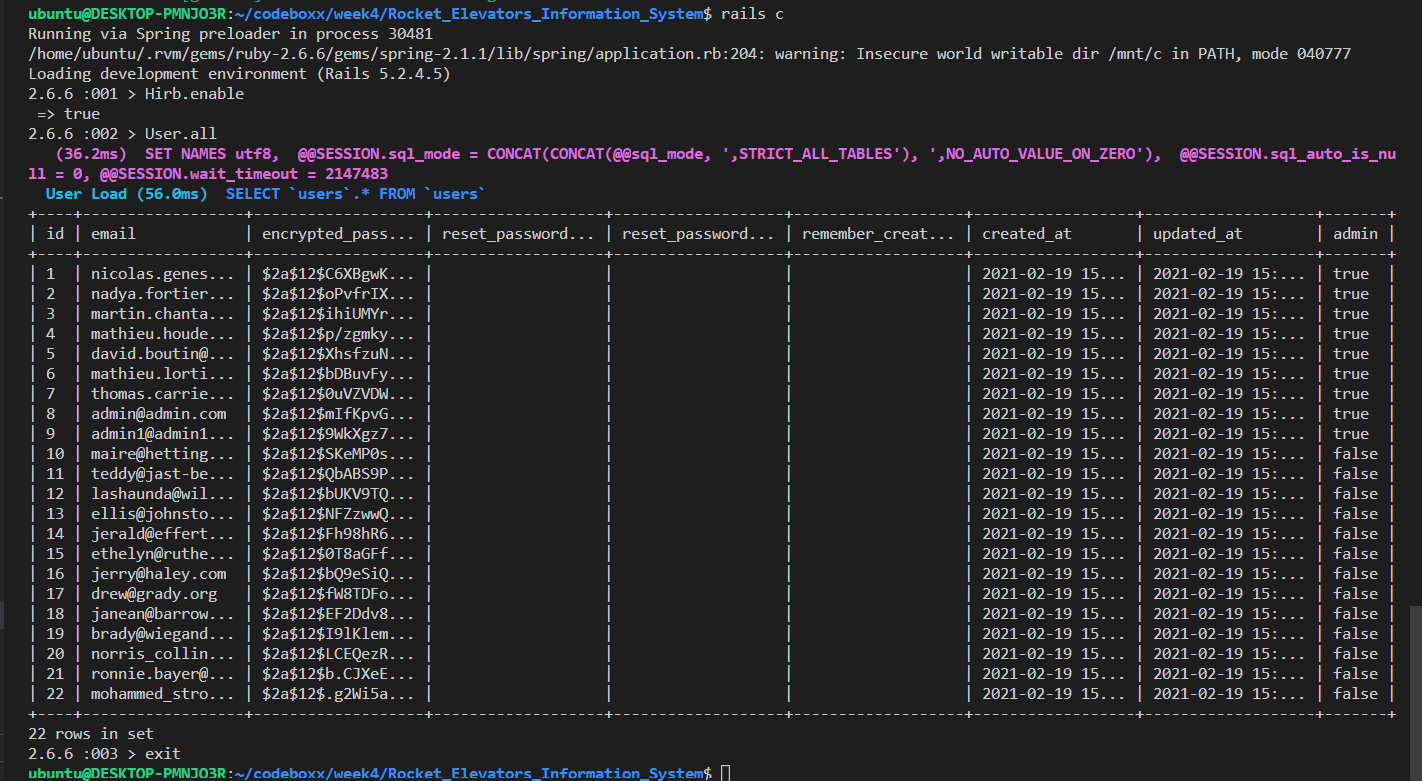 ubuntu@DESKTOP-PMNJO3R:~/codeboxx/week4/Rocket_Elevators_Information_System$ rails c
Running via Spring preloader in process 30481
/home/ubuntu/.rvm/gems/ruby-2.6.6/gems/spring-2.1.1/lib/spring/application.rb:204: warning: Insecure world writable dir /mnt/c in PATH, mode 040777
Loading development environment (Rails 5.2.4.5)
2.6.6 :001 > Hirb.enable
 => true
2.6.6 :002 > User.all
   (36.2ms)  SET NAMES utf8,  @@SESSION.sql_mode = CONCAT(CONCAT(@@sql_mode, ',STRICT_ALL_TABLES'), ',NO_AUTO_VALUE_ON_ZERO'),  @@SESSION.sql_auto_is_nu
ll = 0, @@SESSION.wait_timeout = 2147483
  User Load (56.0ms)  SELECT `users`.* FROM `users`
+----+------------------+-------------------+-------------------+-------------------+-------------------+------------------+-------------------+-------+
| id | email            | encrypted_pass... | reset_password... | reset_password... | remember_creat... | created_at       | updated_at        | admin |
+----+------------------+-------------------+-------------------+-------------------+-------------------+------------------+-------------------+-------+
| 1  | nicolas.genes... | $2a$12$C6XBgwK... |                   |                   |                   | 2021-02-19 15... | 2021-02-19 15:... | true  |
| 2  | nadya.fortier... | $2a$12$oPvfrIX... |                   |                   |                   | 2021-02-19 15... | 2021-02-19 15:... | true  |
| 3  | martin.chanta... | $2a$12$ihiUMYr... |                   |                   |                   | 2021-02-19 15... | 2021-02-19 15:... | true  |
| 4  | mathieu.houde... | $2a$12$p/zgmky... |                   |                   |                   | 2021-02-19 15... | 2021-02-19 15:... | true  |
| 5  | david.boutin@... | $2a$12$XhsfzuN... |                   |                   |                   | 2021-02-19 15... | 2021-02-19 15:... | true  |
| 6  | mathieu.lorti... | $2a$12$bDBuvFy... |                   |                   |                   | 2021-02-19 15... | 2021-02-19 15:... | true  |
| 7  | thomas.carrie... | $2a$12$0uVZVDW... |                   |                   |                   | 2021-02-19 15... | 2021-02-19 15:... | true  |
| 8  | admin@admin.com  | $2a$12$mIfKpvG... |                   |                   |                   | 2021-02-19 15... | 2021-02-19 15:... | true  |
| 9  | admin1@admin1... | $2a$12$9WkXgz7... |                   |                   |                   | 2021-02-19 15... | 2021-02-19 15:... | true  |
| 10 | maire@hetting... | $2a$12$SKeMP0s... |                   |                   |                   | 2021-02-19 15... | 2021-02-19 15:... | false |
| 11 | teddy@jast-be... | $2a$12$QbABS9P... |                   |                   |                   | 2021-02-19 15... | 2021-02-19 15:... | false |
| 12 | lashaunda@wil... | $2a$12$bUKV9TQ... |                   |                   |                   | 2021-02-19 15... | 2021-02-19 15:... | false |
| 13 | ellis@johnsto... | $2a$12$NFZzwwQ... |                   |                   |                   | 2021-02-19 15... | 2021-02-19 15:... | false |
| 14 | jerald@effert... | $2a$12$Fh98hR6... |                   |                   |                   | 2021-02-19 15... | 2021-02-19 15:... | false |
| 15 | ethelyn@ruthe... | $2a$12$0T8aGFf... |                   |                   |                   | 2021-02-19 15... | 2021-02-19 15:... | false |
| 16 | jerry@haley.com  | $2a$12$bQ9eSiQ... |                   |                   |                   | 2021-02-19 15... | 2021-02-19 15:... | false |
| 17 | drew@grady.org   | $2a$12$fW8TDFo... |                   |                   |                   | 2021-02-19 15... | 2021-02-19 15:... | false |
| 18 | janean@barrow... | $2a$12$EF2Ddv8... |                   |                   |                   | 2021-02-19 15... | 2021-02-19 15:... | false |
| 19 | brady@wiegand... | $2a$12$I9lKlem... |                   |                   |                   | 2021-02-19 15... | 2021-02-19 15:... | false |
| 20 | norris_collin... | $2a$12$LCEQezR... |                   |                   |                   | 2021-02-19 15... | 2021-02-19 15:... | false |
| 21 | ronnie.bayer@... | $2a$12$b.CJXeE... |                   |                   |                   | 2021-02-19 15... | 2021-02-19 15:... | false |
| 22 | mohammed_stro... | $2a$12$.g2Wi5a... |                   |                   |                   | 2021-02-19 15... | 2021-02-19 15:... | false |
+----+------------------+-------------------+-------------------+-------------------+-------------------+------------------+-------------------+-------+
22 rows in set
2.6.6 :003 > exit
ubuntu@DESKTOP-PMNJO3R:~/codeboxx/week4/Rocket_Elevators_Information_System$